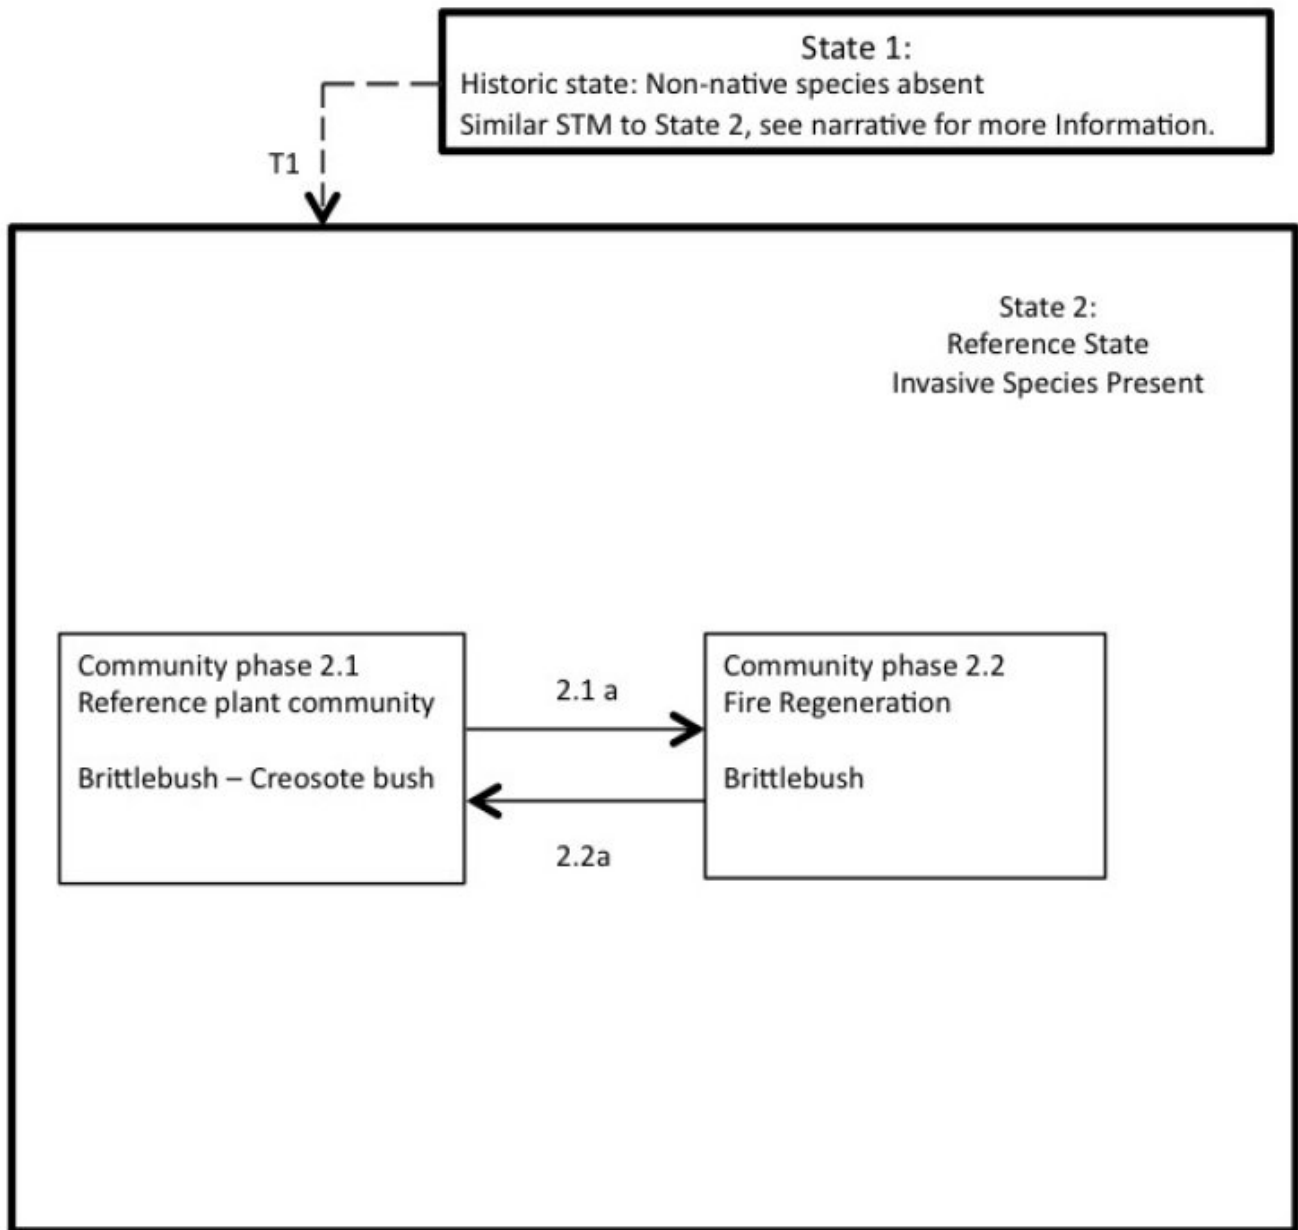 State 1:
Historic state: Non-native species absent
Similar STM to State 2, see narrative for more Information.
T1
State 2:
Reference State
Invasive Species Present
Community phase 2.1
Reference plant community
Brittlebush – Creosote bush
2.1 a
2.2a
Community phase 2.2
Fire Regeneration
Brittlebush